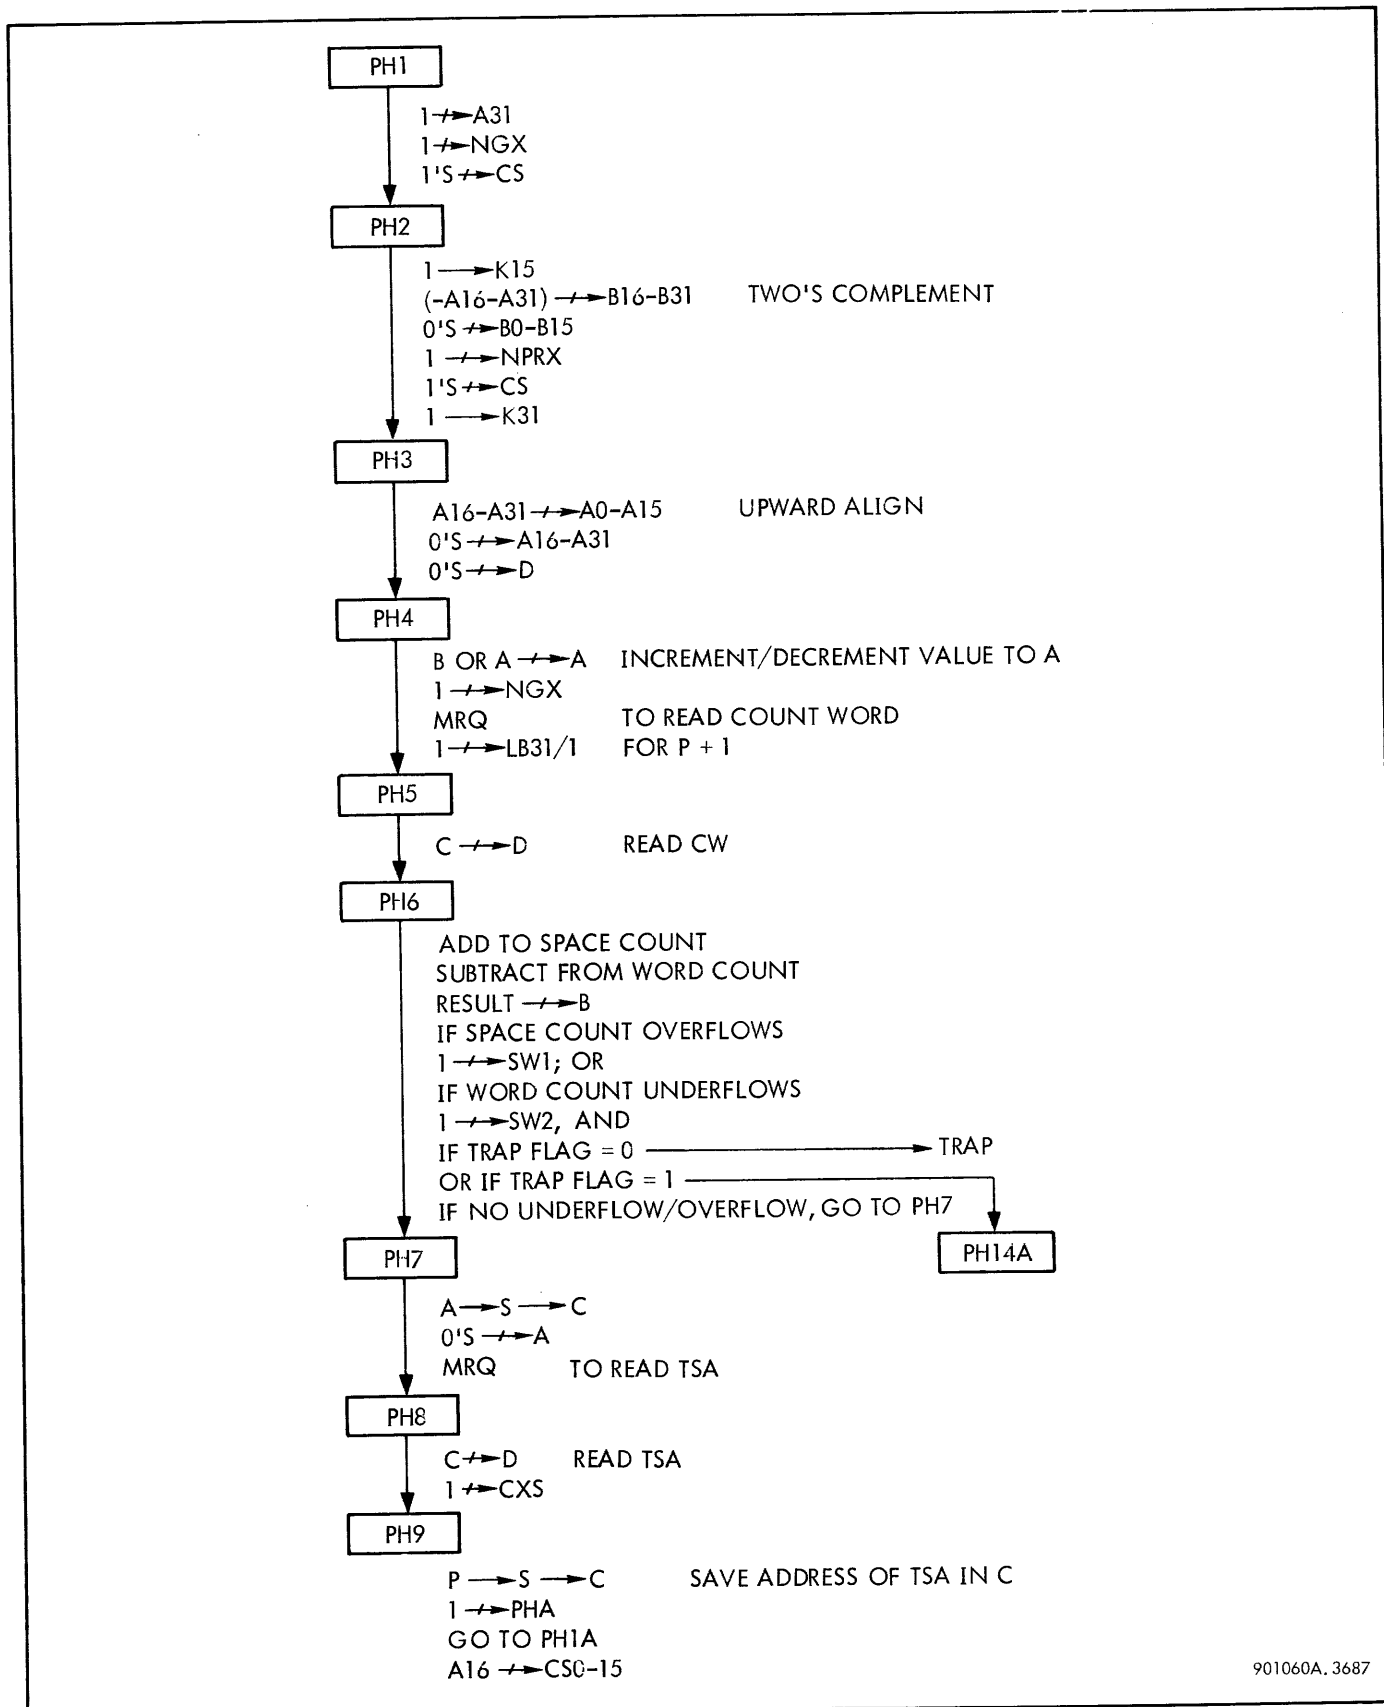 PH1
1 ⇸ A31
1 ⇸ NGX
1'S ⇸ CS
PH2
1 → K15
(-A16-A31) ⇸ B16-B31 TWO'S COMPLEMENT
0'S ⇸ B0-B15
1 ⇸ NPRX
1'S ⇸ CS
1 → K31
PH3
A16-A31 ⇸ A0-A15 UPWARD ALIGN
0'S ⇸ A16-A31
0'S ⇸ D
PH4
B OR A ⇸ A INCREMENT/DECREMENT VALUE TO A
1 ⇸ NGX
MRQ TO READ COUNT WORD
1 ⇸ LB31/1 FOR P + 1
PH5
C ⇸ D READ CW
PH6
ADD TO SPACE COUNT
SUBTRACT FROM WORD COUNT
RESULT ⇸ B
IF SPACE COUNT OVERFLOWS
1 ⇸ SW1; OR
IF WORD COUNT UNDERFLOWS
1 ⇸ SW2, AND
IF TRAP FLAG = 0 → TRAP
OR IF TRAP FLAG = 1
IF NO UNDERFLOW/OVERFLOW, GO TO PH7
PH7
PH14A
A → S → C
0'S ⇸ A
MRQ TO READ TSA
PH8
C ⇸ D READ TSA
1 ⇸ CXS
PH9
P → S → C SAVE ADDRESS OF TSA IN C
1 ⇸ PHA
GO TO PH1A
A16 ⇸ CS0-15
901060A. 3687